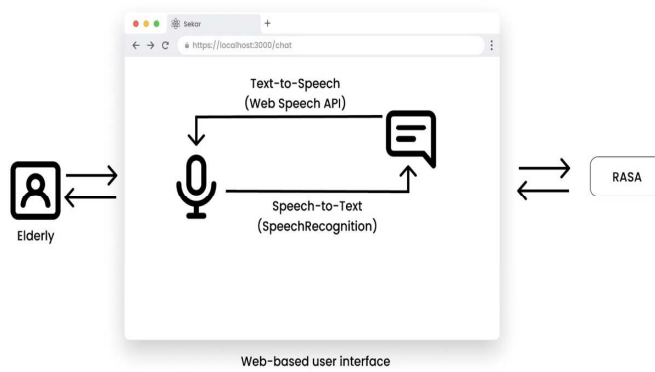 Sekar
https://localhost:3000/chat
Text-to-Speech
(Web Speech API)
Speech-to-Text
(SpeechRecognition)
Elderly
RASA
Web-based user interface